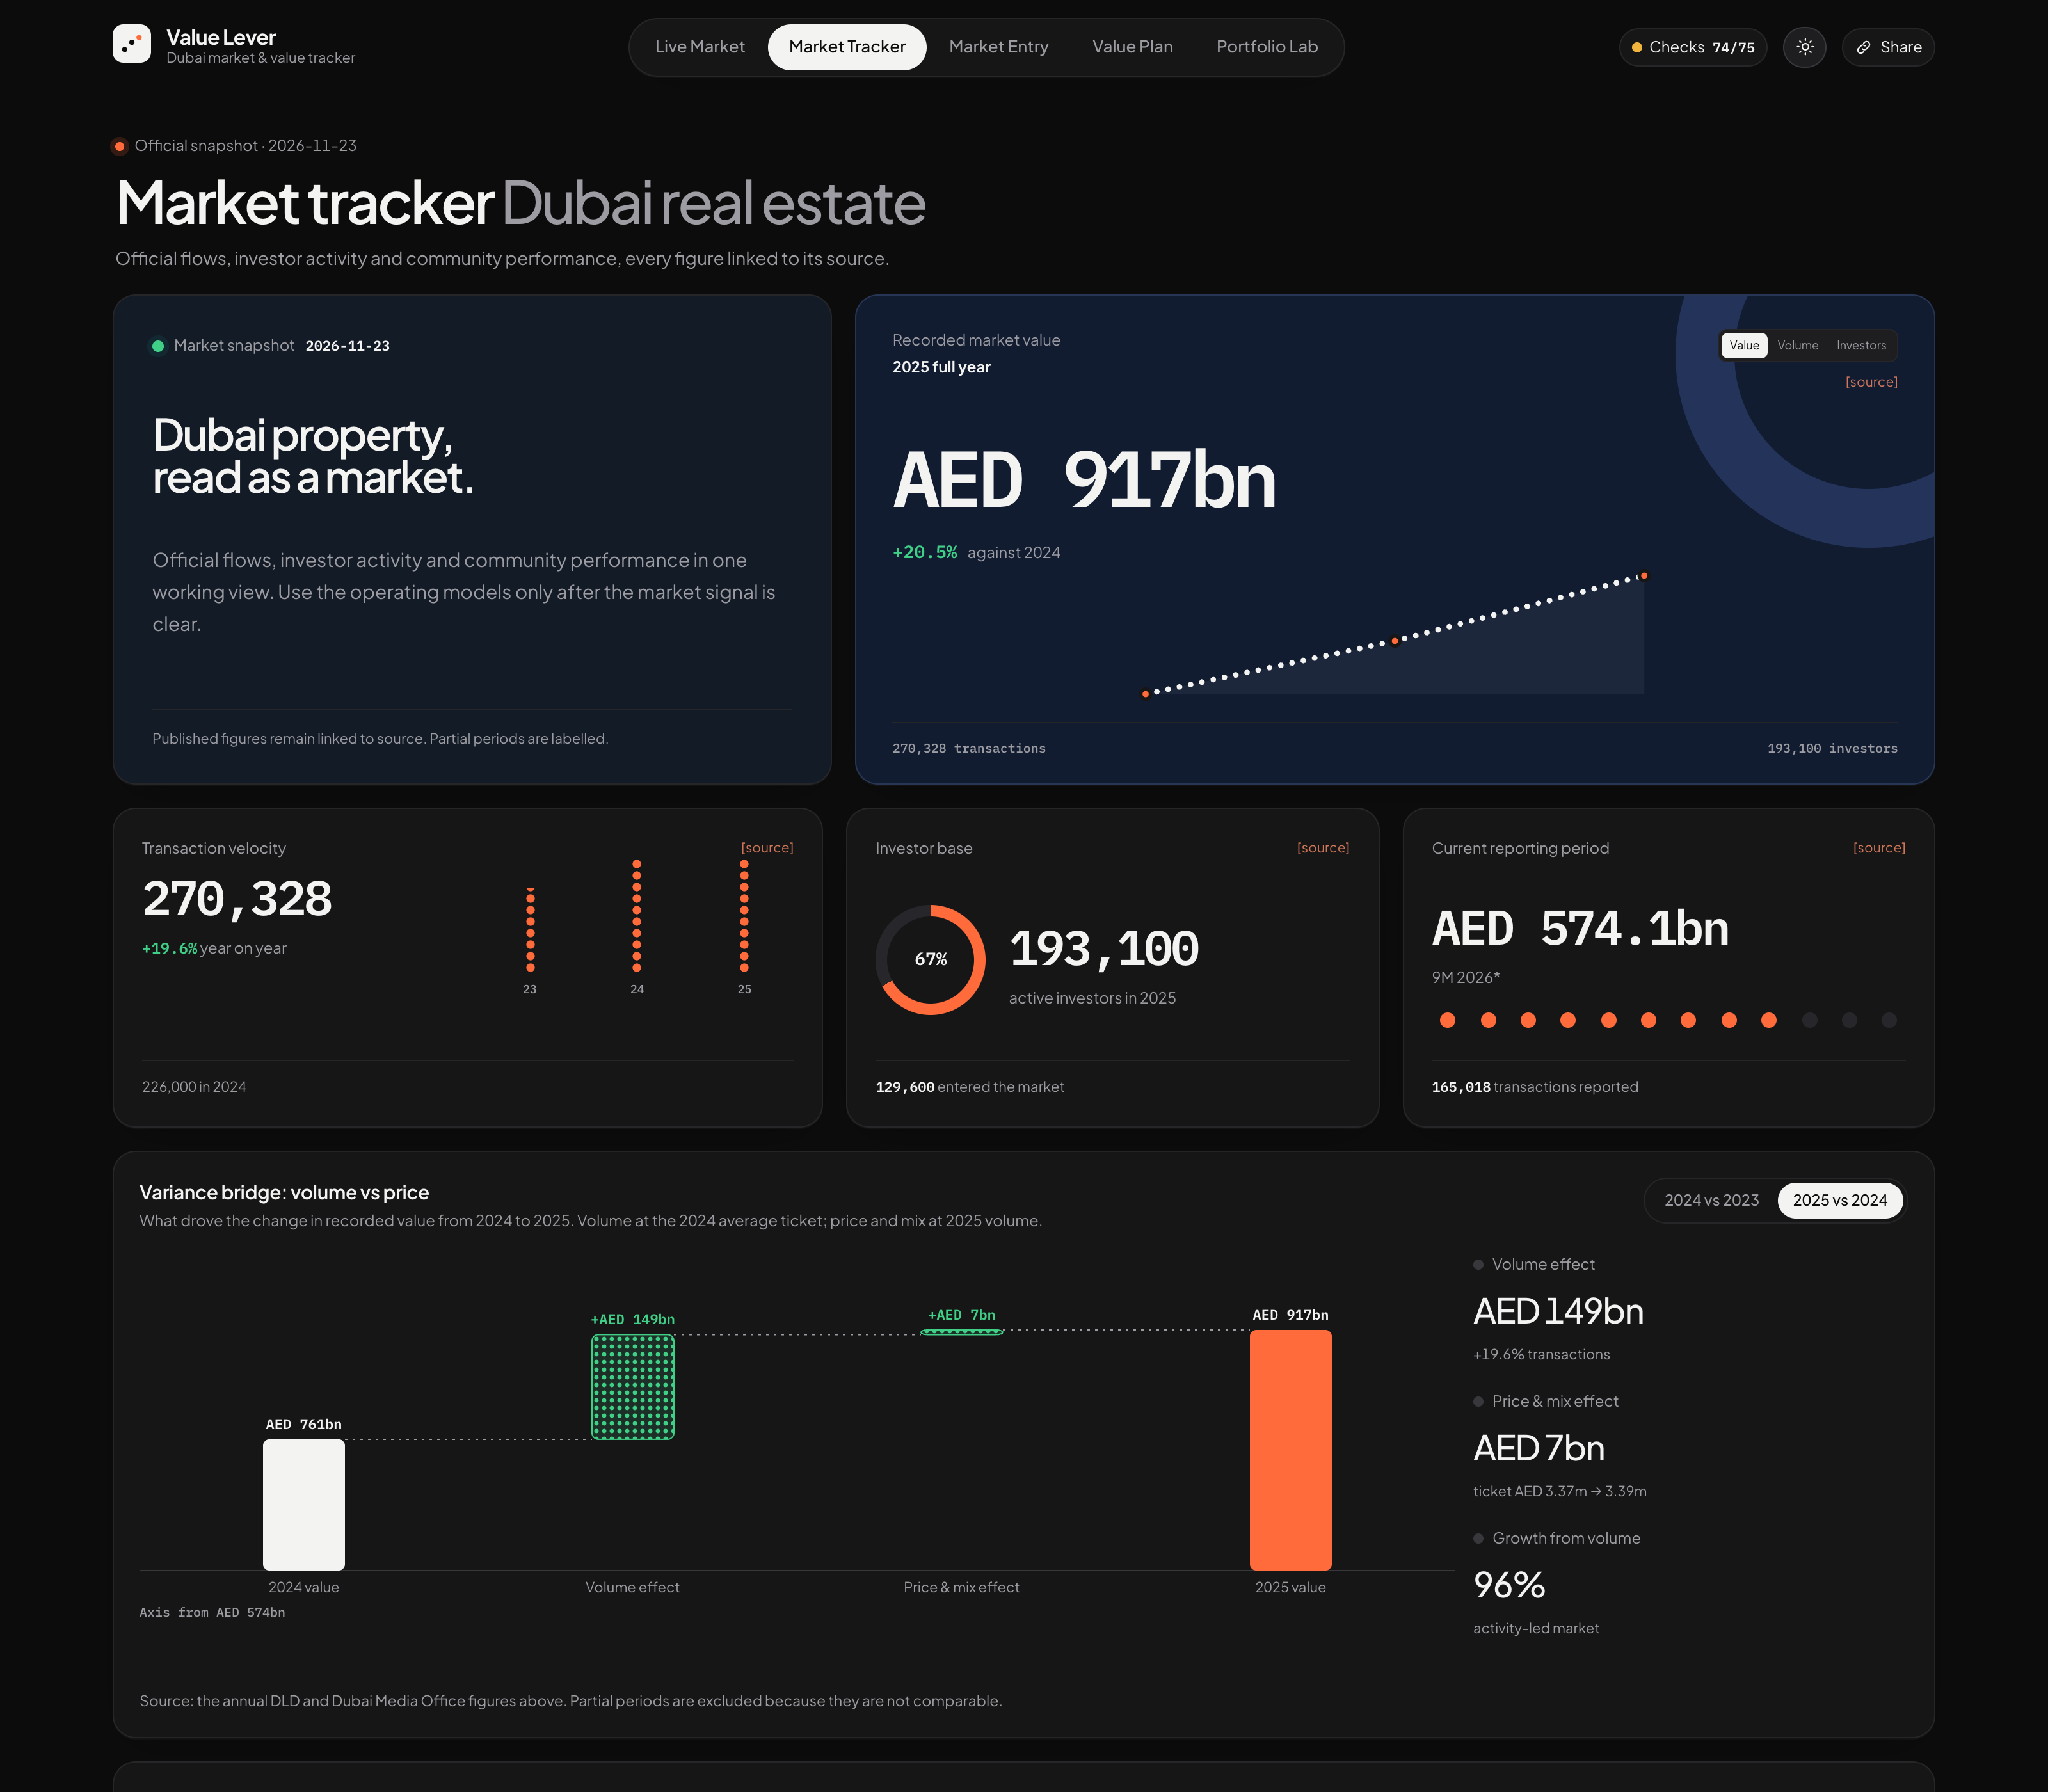 Value Lever
Dubai market & value tracker
Live Market
Market Tracker
Market Entry
Value Plan
Portfolio Lab
Checks 74/75
Share
Official snapshot · 2026-11-23
Market tracker Dubai real estate
Official flows, investor activity and community performance, every figure linked to its source.
Market snapshot 2026-11-23
Dubai property,
read as a market.
Official flows, investor activity and community performance in one
working view. Use the operating models only after the market signal is
clear.
Published figures remain linked to source. Partial periods are labelled.
Recorded market value
2025 full year
Value
Volume
Investors
[source]
AED 917bn
+20.5% against 2024
270,328 transactions
193,100 investors
Transaction velocity
[source]
270,328
+19.6% year on year
23
24
25
226,000 in 2024
Investor base
[source]
67%
193,100
active investors in 2025
129,600 entered the market
Current reporting period
[source]
AED 574.1bn
9M 2026*
165,018 transactions reported
Variance bridge: volume vs price
What drove the change in recorded value from 2024 to 2025. Volume at the 2024 average ticket; price and mix at 2025 volume.
2024 vs 2023
2025 vs 2024
AED 761bn
+AED 149bn
+AED 7bn
AED 917bn
2024 value
Volume effect
Price & mix effect
2025 value
Axis from AED 574bn
Volume effect
AED 149bn
+19.6% transactions
Price & mix effect
AED 7bn
ticket AED 3.37m → 3.39m
Growth from volume
96%
activity-led market
Source: the annual DLD and Dubai Media Office figures above. Partial periods are excluded because they are not comparable.